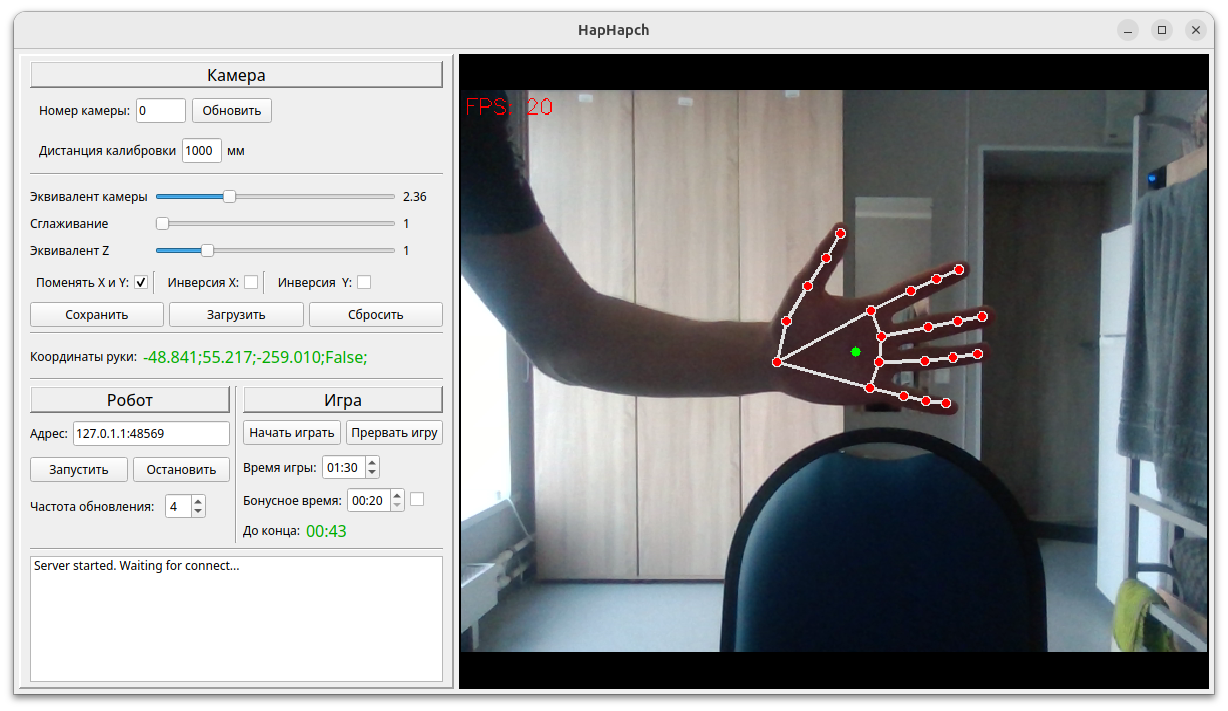 HapHapch
Камера
Номер камеры: 0 Обновить
Дистанция калибровки 1000 мм
Эквивалент камеры 2.36
Сглаживание 1
Эквивалент Z 1
Поменять X и Y: Инверсия X: Инверсия Y:
Сохранить Загрузить Сбросить
Координаты руки: -48.841;55.217;-259.010;False;
Робот
Адрес: 127.0.1.1:48569
Запустить Остановить
Частота обновления: 4
Игра
Начать играть Прервать игру
Время игры: 01:30
Бонусное время: 00:20
До конца: 00:43
Server started. Waiting for connect...
FPS: 20